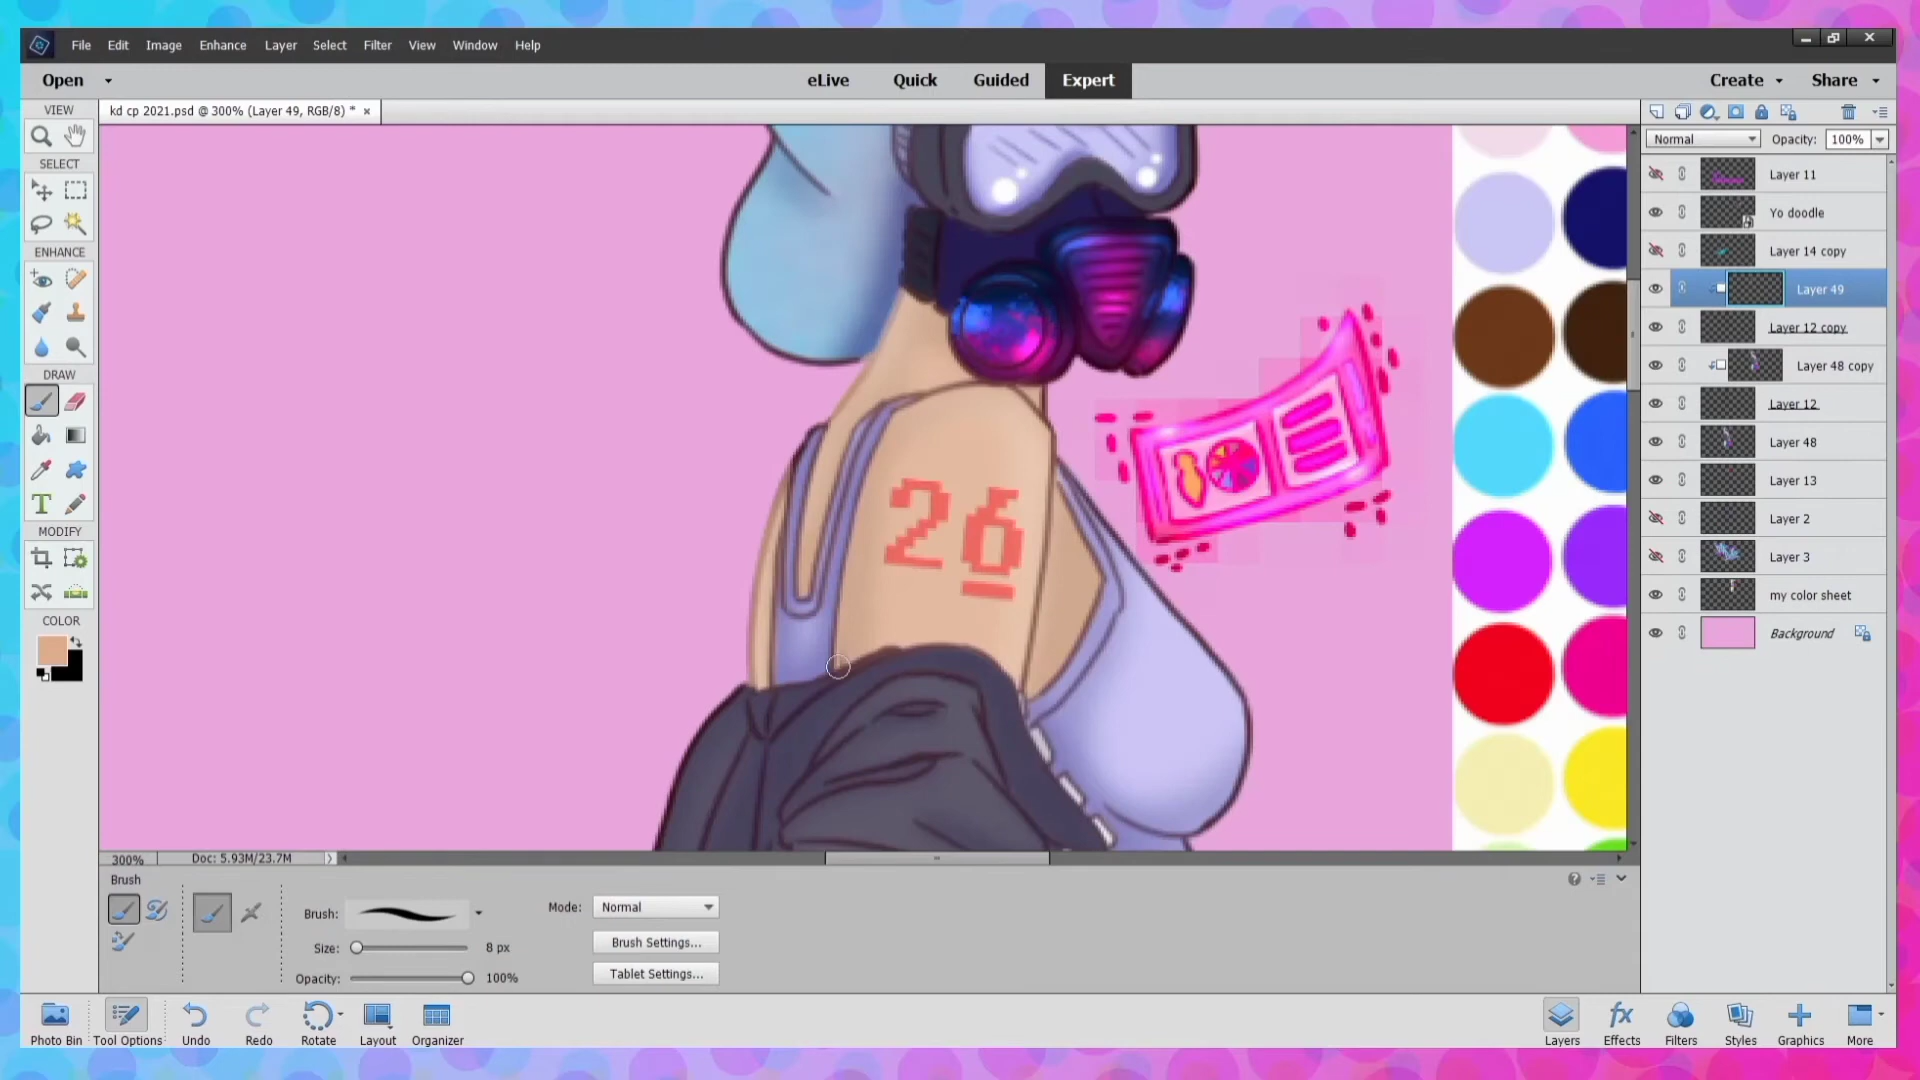 File Edit Image Enhance Layer Select Filter View Window Help
Open eLive Quick Guided Expert Create Share
VIEW
kd cp 2021.psd @ 300% (Layer 49, RGB/8) * ×
Normal Opacity: 100%
SELECT
ENHANCE
DRAW
T
MODIFY
COLOR
Layer 11
Yo doodle
Layer 14 copy
Layer 49
Layer 12 copy
Layer 48 copy
Layer 12
Layer 48
Layer 13
Layer 2
Layer 3
my color sheet
Background
26
300% Doc: 5.93M/23.7M
Brush
Brush:
Size: 8 px
Opacity: 100%
Mode: Normal
Brush Settings...
Tablet Settings...
Photo Bin Tool Options Undo Redo Rotate Layout Organizer
fx
Layers Effects Filters Styles Graphics More